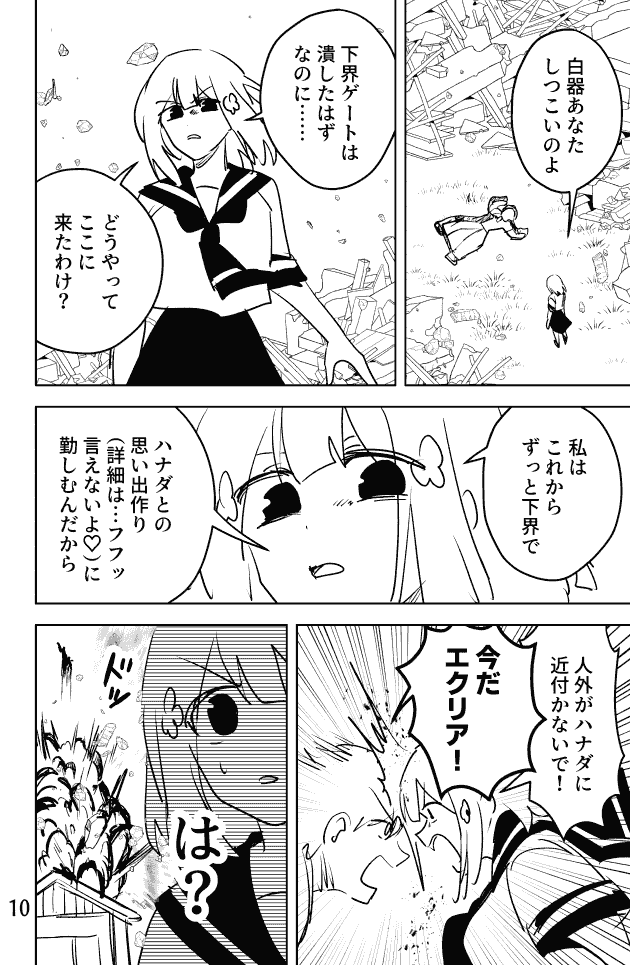 白器あなた
しつこいのよ
下界ゲートは
潰したはず
なのに……
どうやって
ここに
来たわけ？
私は
これから
ずっと下界で
ハナダとの
思い出作り
(詳細は…フフッ
言えないよ♡)に
勤しむんだから
人外がハナダに
近付かないで！
今だ
エクリア！
は？
ドッ
10